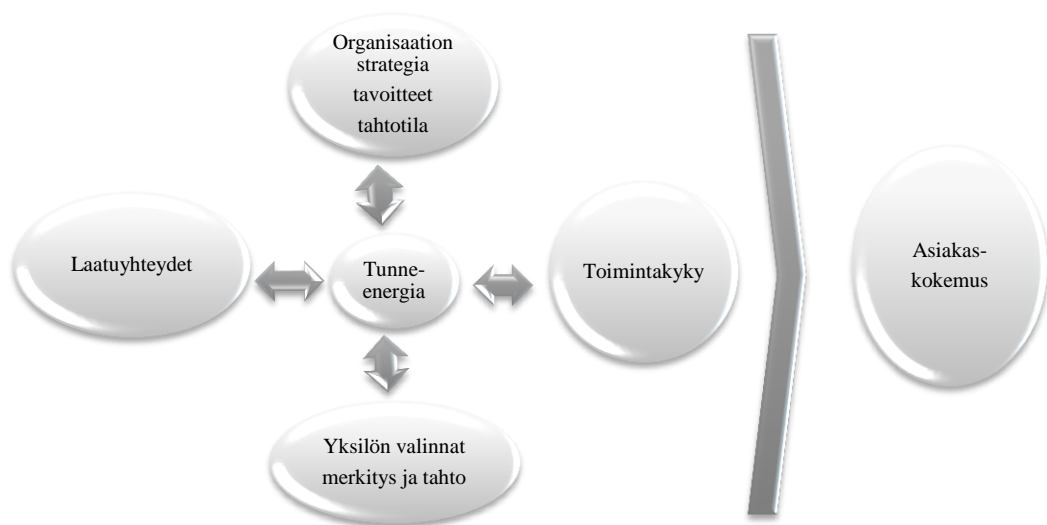 Organisaation
strategia
tavoitteet
tahtotila
Laatuyhteydet
Tunne-
energia
Toimintakyky
Asiakas-
kokemus
Yksilön valinnat
merkitys ja tahto